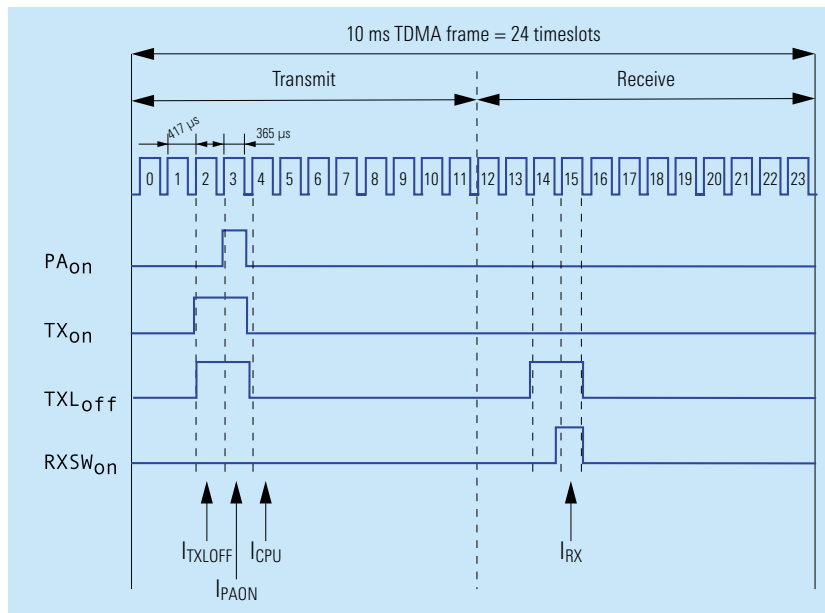 10 ms TDMA frame = 24 timeslots
Transmit Receive
417 µs 365 µs
0 1 2 3 4 5 6 7 8 9 10 11 12 13 14 15 16 17 18 19 20 21 22 23
PAon
TXon
TXLoff
RXSWon
ITXLOFF ICPU IRX
IPAON